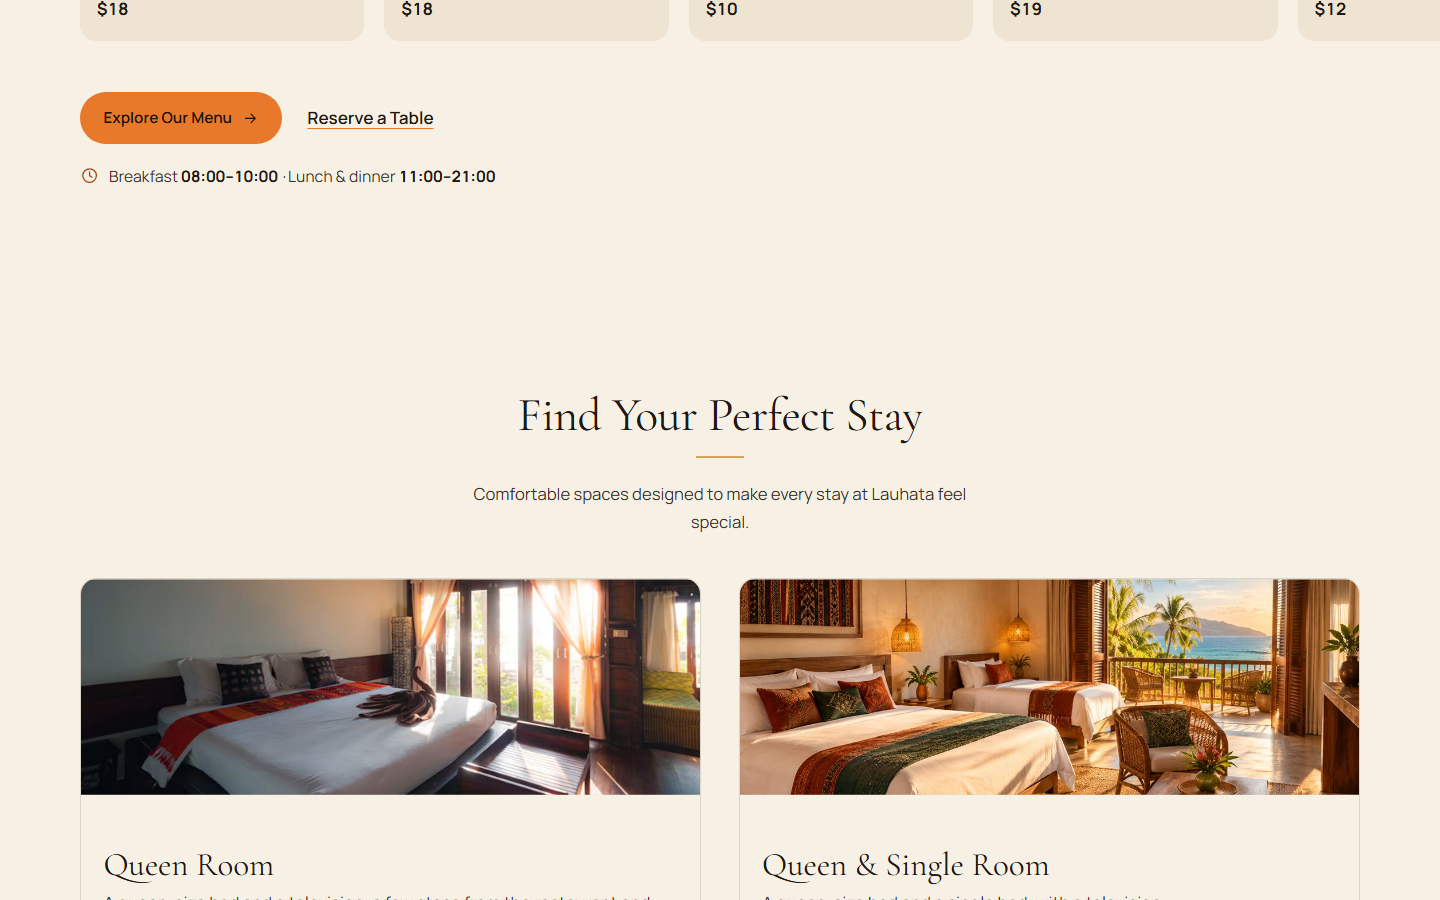 $18
$18
$10
$19
$12
Explore Our Menu →
Reserve a Table
Breakfast 08:00–10:00 · Lunch & dinner 11:00–21:00
Find Your Perfect Stay
Comfortable spaces designed to make every stay at Lauhata feel
special.
Queen Room
Queen & Single Room